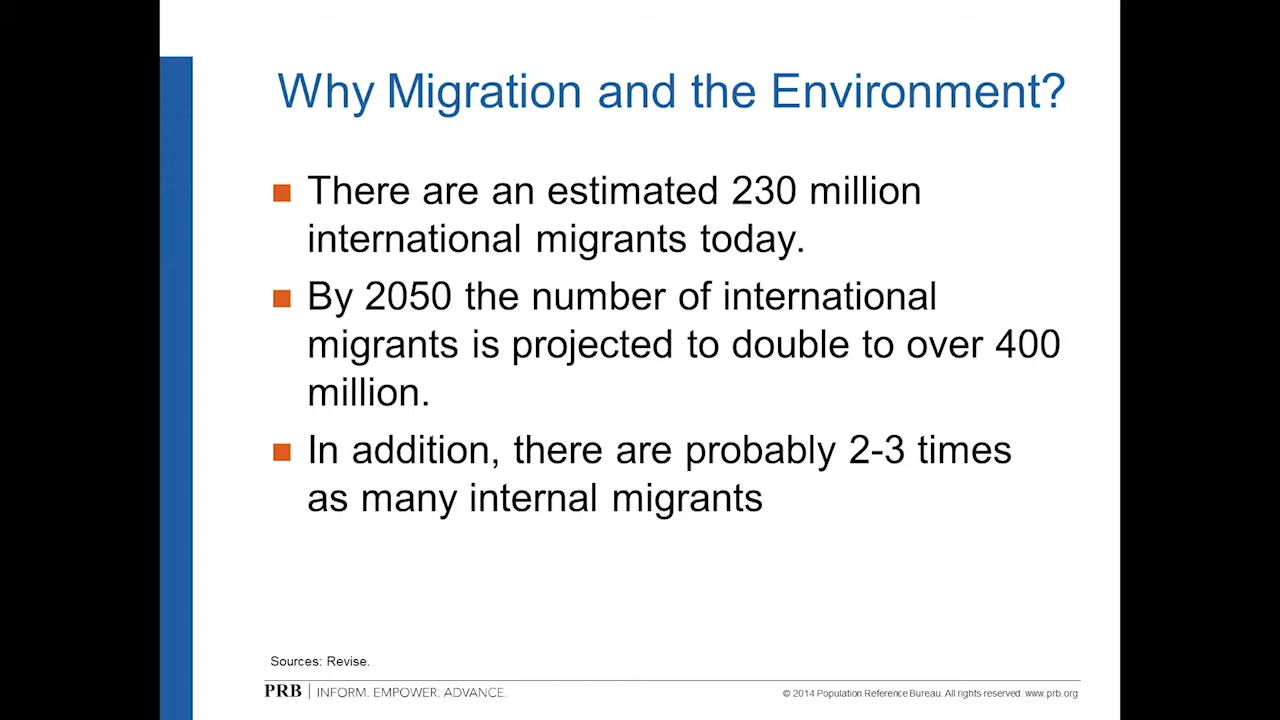 Why Migration and the Environment?
There are an estimated 230 million
international migrants today.
By 2050 the number of international
migrants is projected to double to over 400
million.
In addition, there are probably 2-3 times
as many internal migrants
Sources: Revise.
PRB | INFORM. EMPOWER. ADVANCE.
© 2014 Population Reference Bureau. All rights reserved. www.prb.org